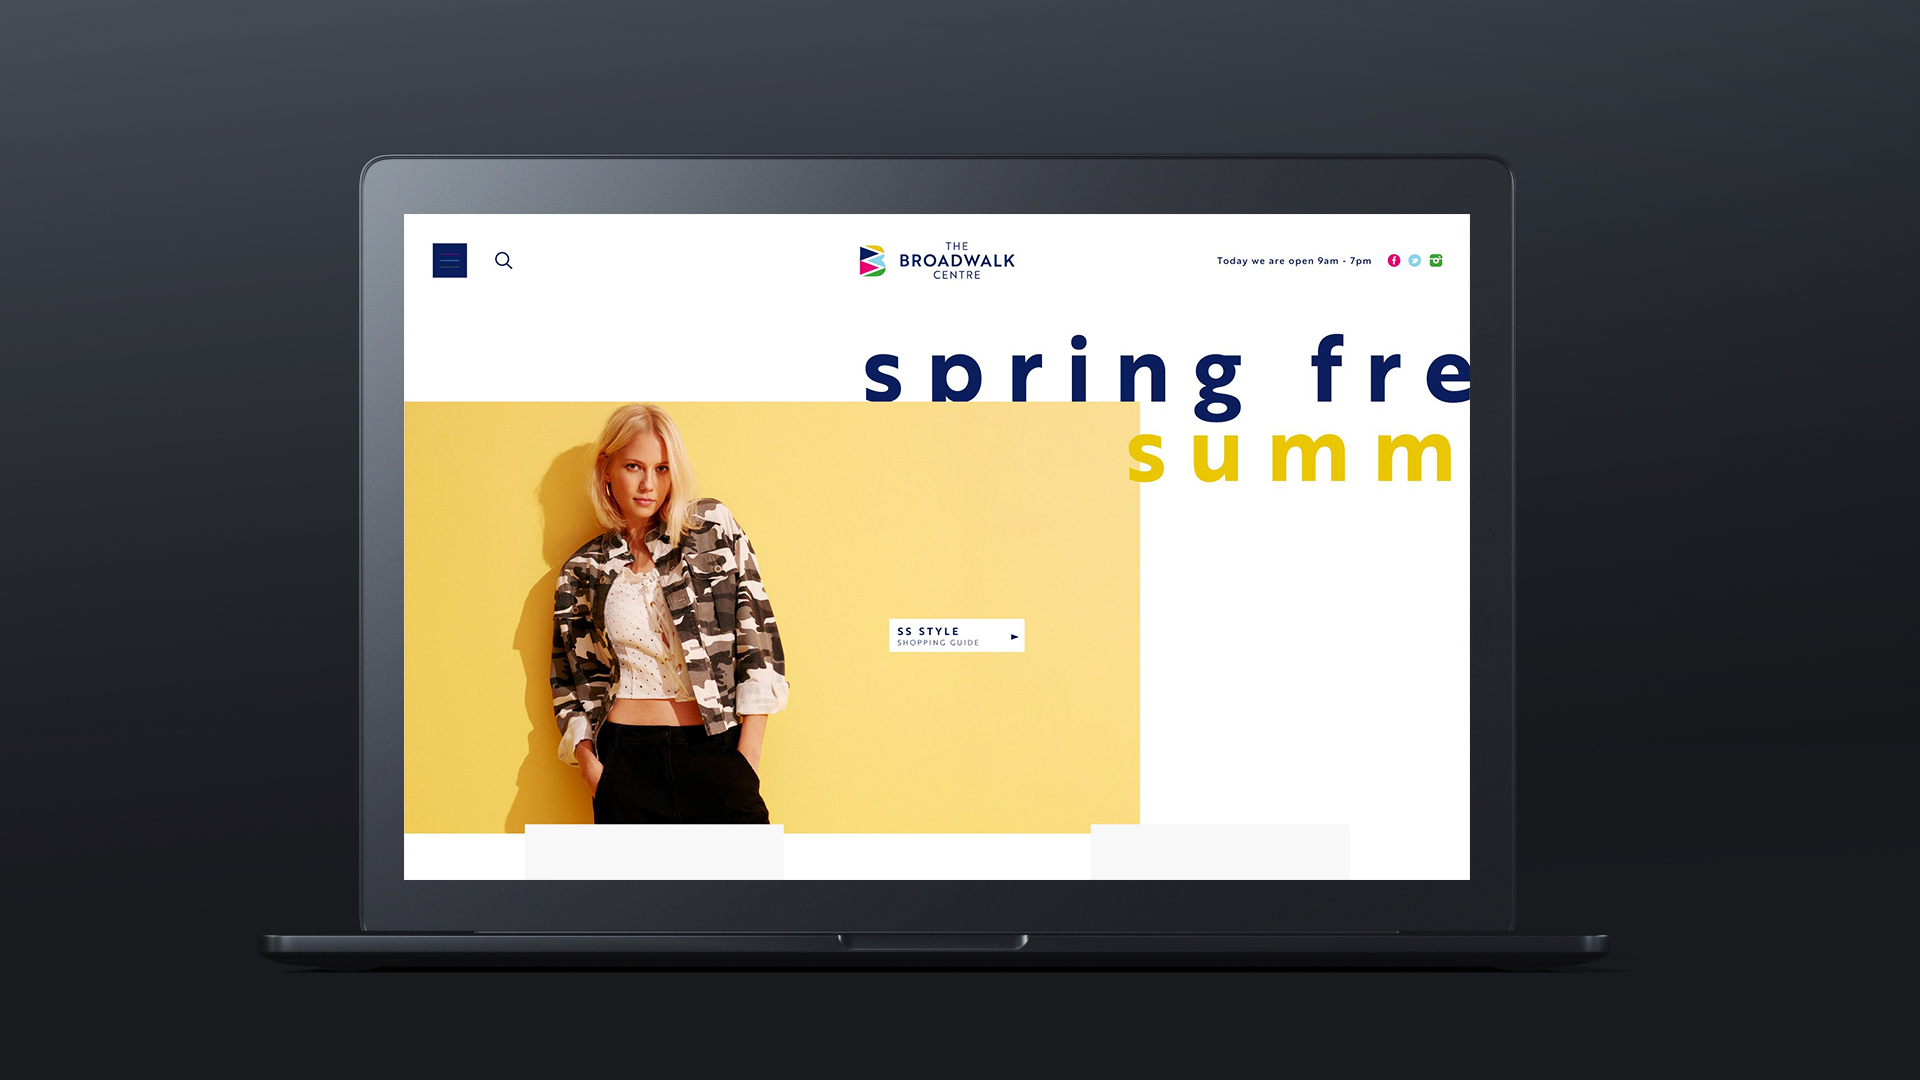 THE
BROADWALK
CENTRE
Today we are open 9am - 7pm
spring fre
summ
SS STYLE
SHOPPING GUIDE